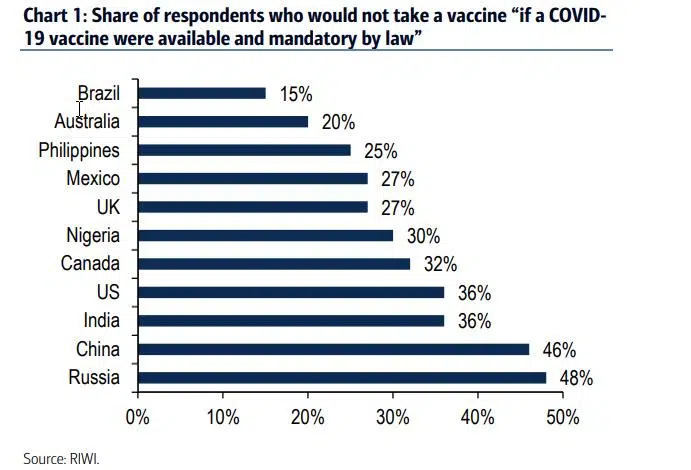 Chart 1: Share of respondents who would not take a vaccine “if a COVID-
19 vaccine were available and mandatory by law”
Brazil 15%
Australia 20%
Philippines 25%
Mexico 27%
UK 27%
Nigeria 30%
Canada 32%
US 36%
India 36%
China 46%
Russia 48%
0% 10% 20% 30% 40% 50%
Source: RIWI.